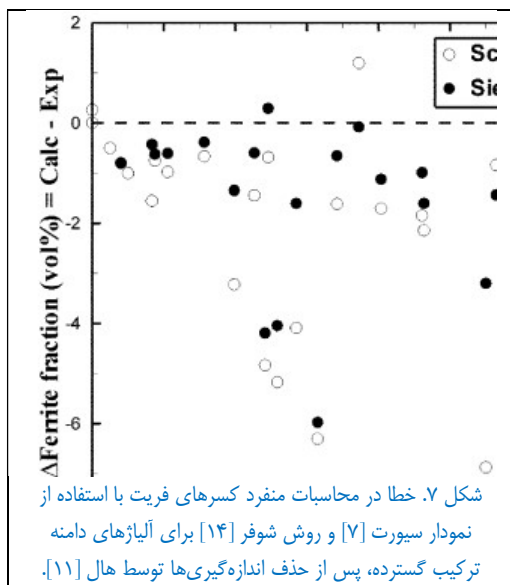 2
Sc
Sie
0
-2
-4
-6
ΔFerrite fraction (vol%) = Calc - Exp
شکل ۷. خطا در محاسبات منفرد کسرهای فریت با استفاده از
نمودار سیورت [۷] و روش شوفر [۱۴] برای آلیاژهای دامنه
ترکیب گسترده، پس از حذف اندازه‌گیری‌ها توسط هال [۱۱].